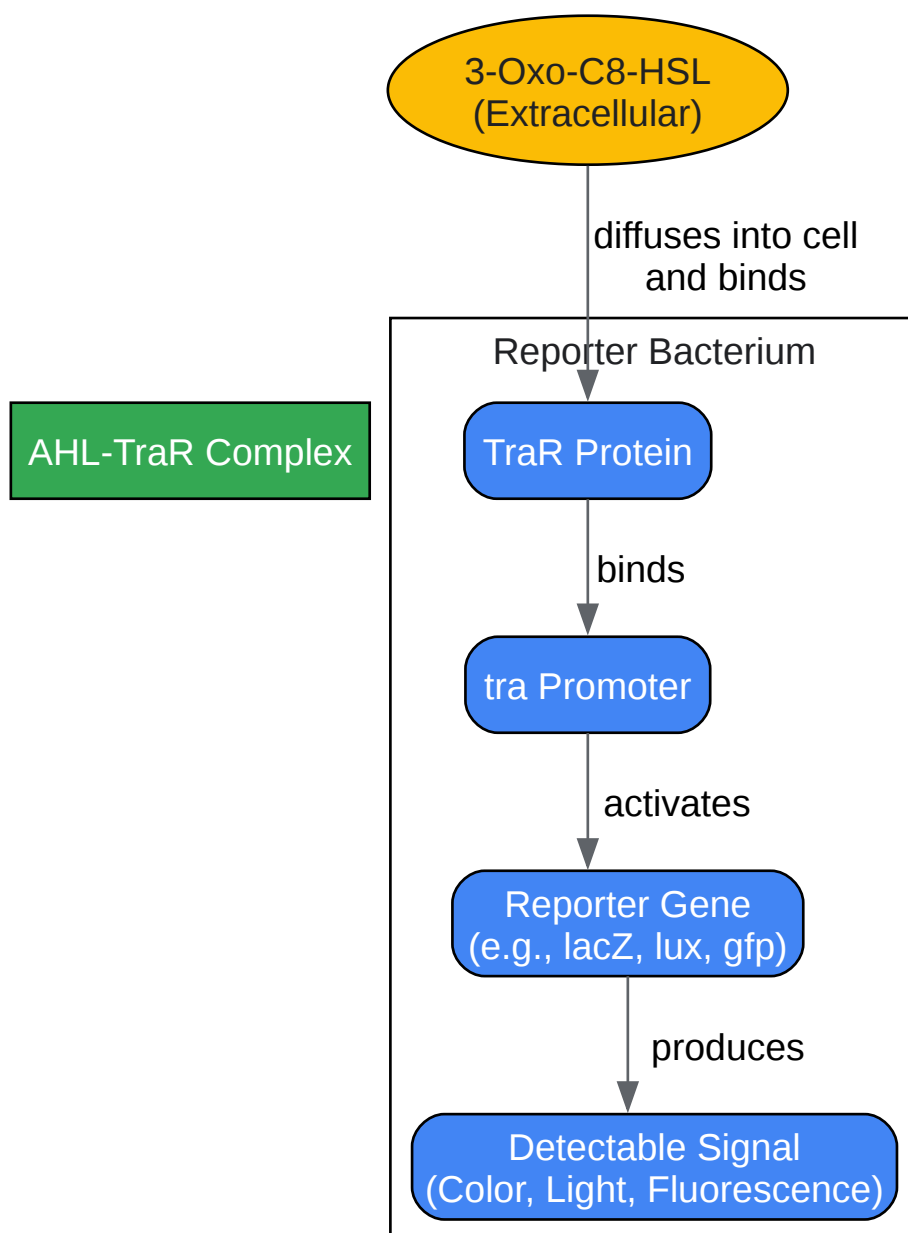 3-Oxo-C8-HSL
(Extracellular)
diffuses into cell
and binds
Reporter Bacterium
AHL-TraR Complex
TraR Protein
binds
tra Promoter
activates
Reporter Gene
(e.g., lacZ, lux, gfp)
produces
Detectable Signal
(Color, Light, Fluorescence)